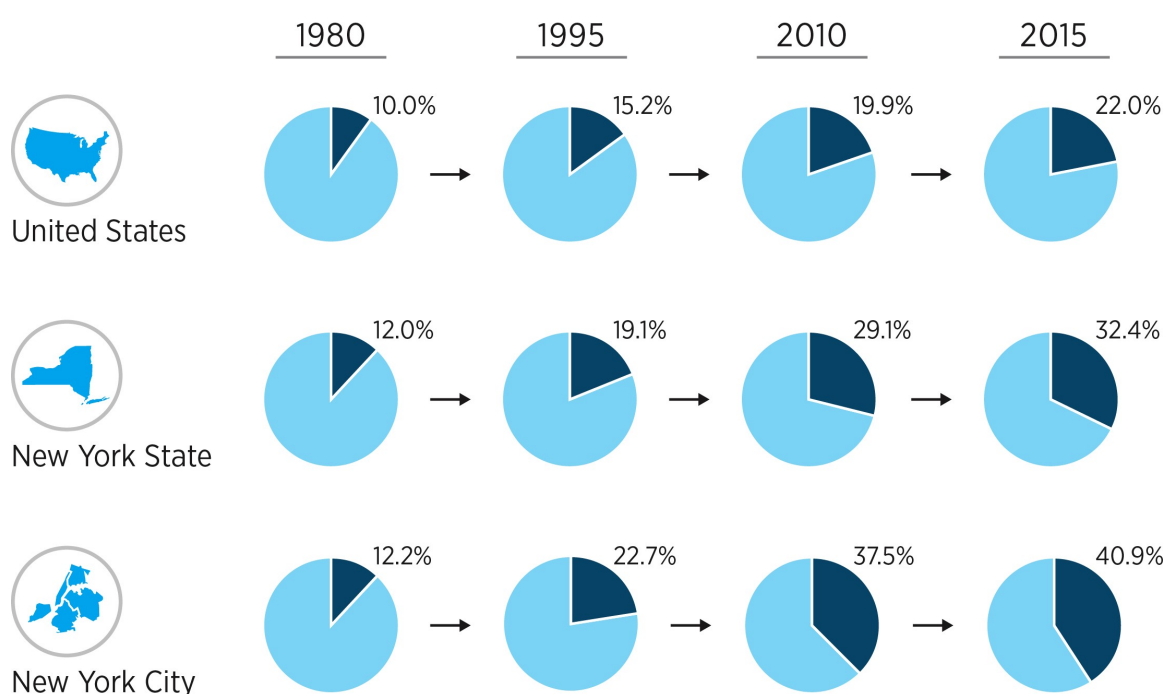 1980 1995 2010 2015
10.0% 15.2% 19.9% 22.0%
United States
12.0% 19.1% 29.1% 32.4%
New York State
12.2% 22.7% 37.5% 40.9%
New York City